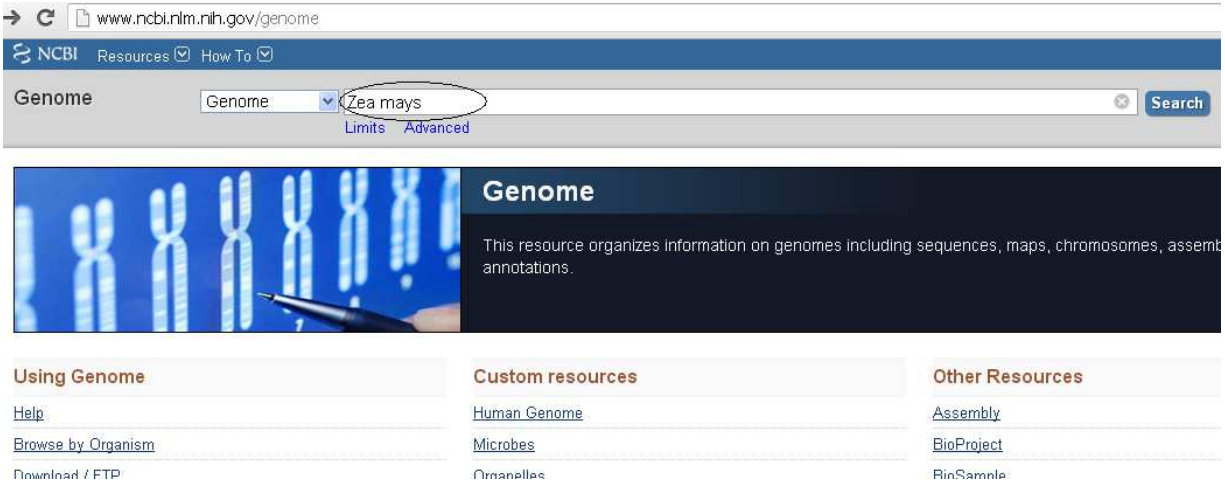 www.ncbi.nlm.nih.gov/genome
NCBI Resources How To
Genome Genome Zea mays Search
Limits Advanced
Genome
This resource organizes information on genomes including sequences, maps, chromosomes, assemb
annotations.
Using Genome Custom resources Other Resources
Help Human Genome Assembly
Browse by Organism Microbes BioProject
Download / FTP Organelles BioSample